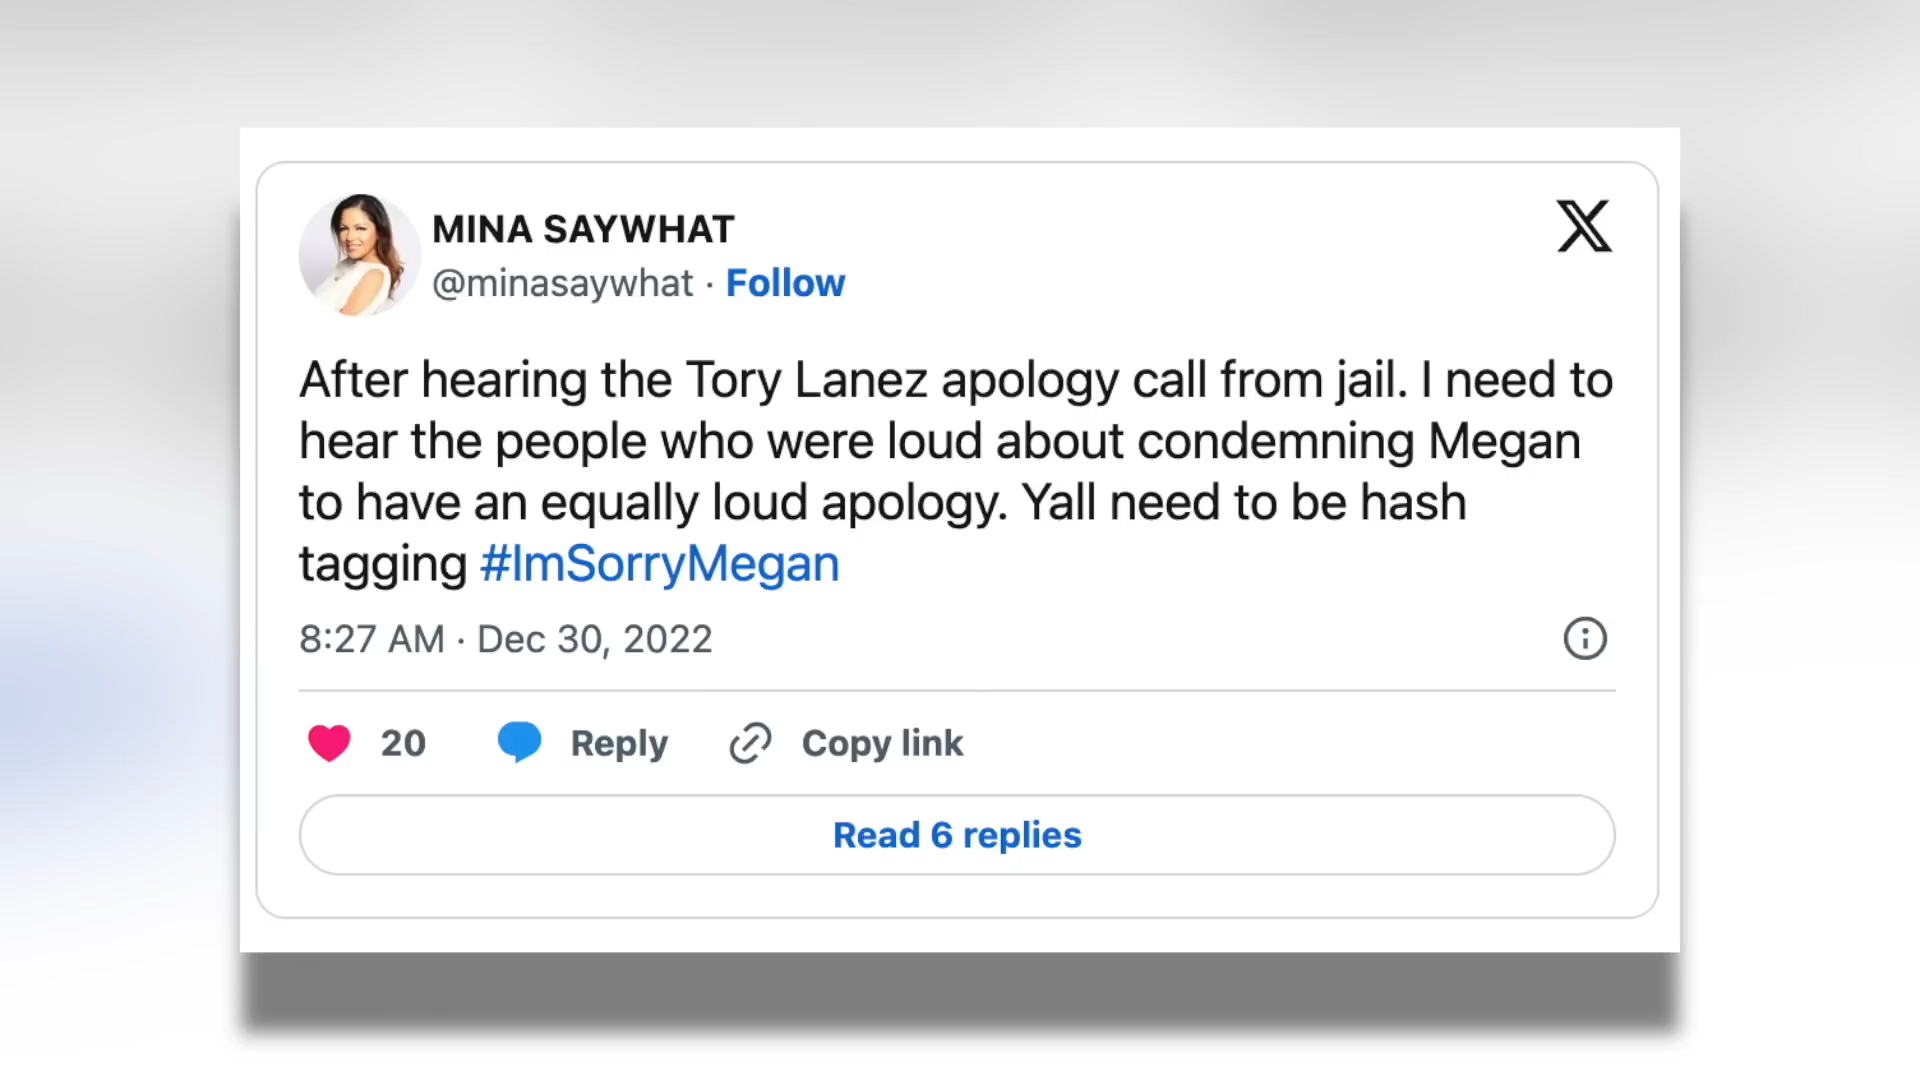 MINA SAYWHAT
@minasaywhat · Follow
After hearing the Tory Lanez apology call from jail. I need to
hear the people who were loud about condemning Megan
to have an equally loud apology. Yall need to be hash
tagging #ImSorryMegan
8:27 AM · Dec 30, 2022
20 Reply Copy link
Read 6 replies